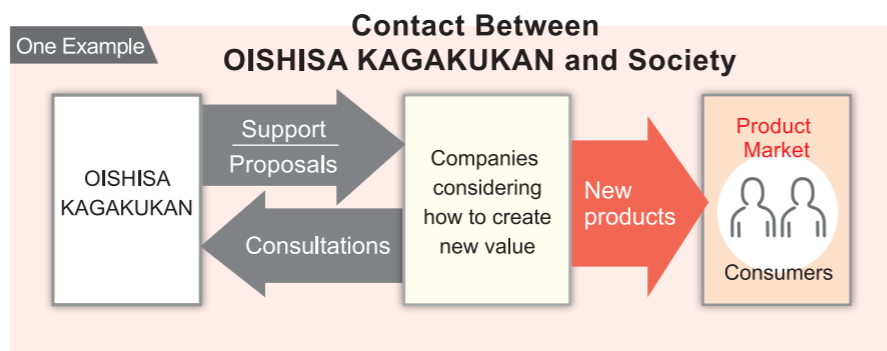 One Example
Contact Between
OISHISA KAGAKUKAN and Society
OISHISA
KAGAKUKAN
Support
Proposals
Consultations
Companies
considering
how to create
new value
New
products
Product
Market
Consumers